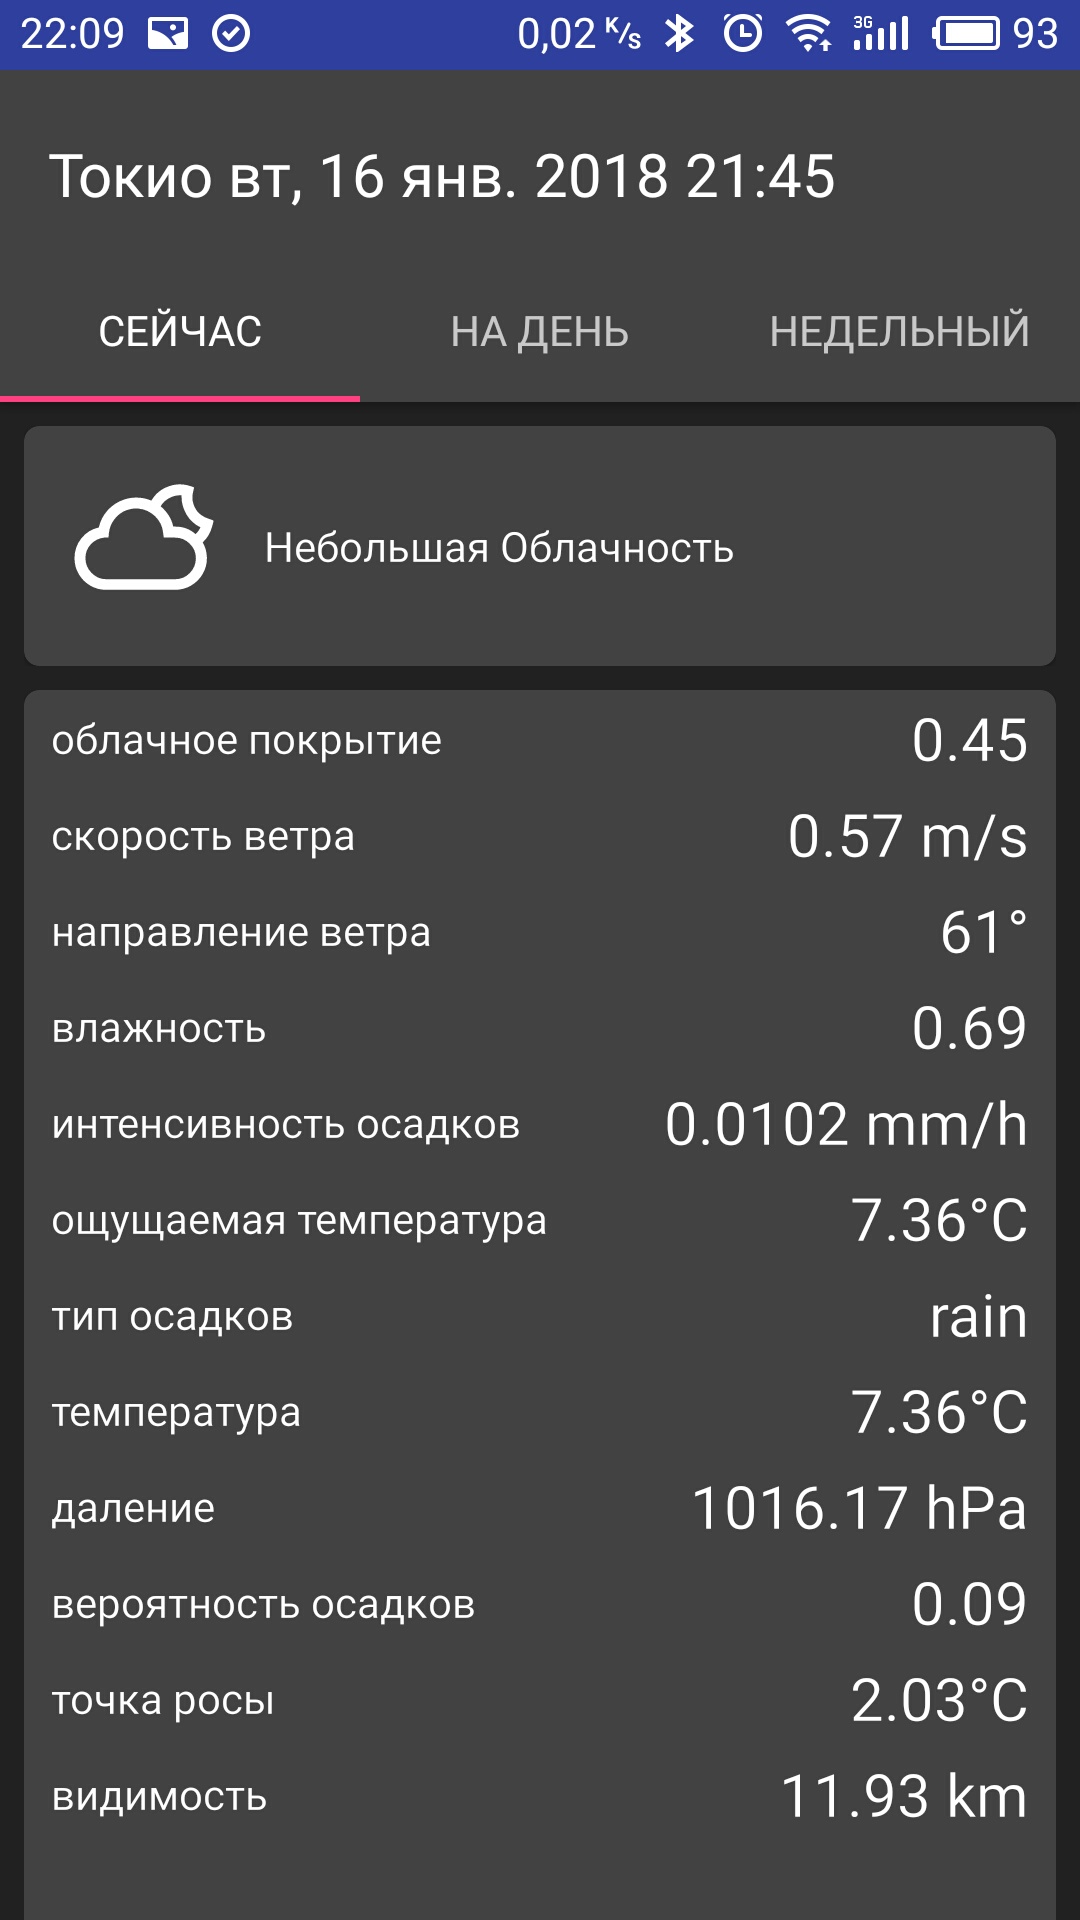 22:09 0,02 K/s 3G 93
Токио вт, 16 янв. 2018 21:45
СЕЙЧАС НА ДЕНЬ НЕДЕЛЬНЫЙ
Небольшая Облачность
облачное покрытие 0.45
скорость ветра 0.57 m/s
направление ветра 61°
влажность 0.69
интенсивность осадков 0.0102 mm/h
ощущаемая температура 7.36°C
тип осадков rain
температура 7.36°C
даление 1016.17 hPa
вероятность осадков 0.09
точка росы 2.03°C
видимость 11.93 km